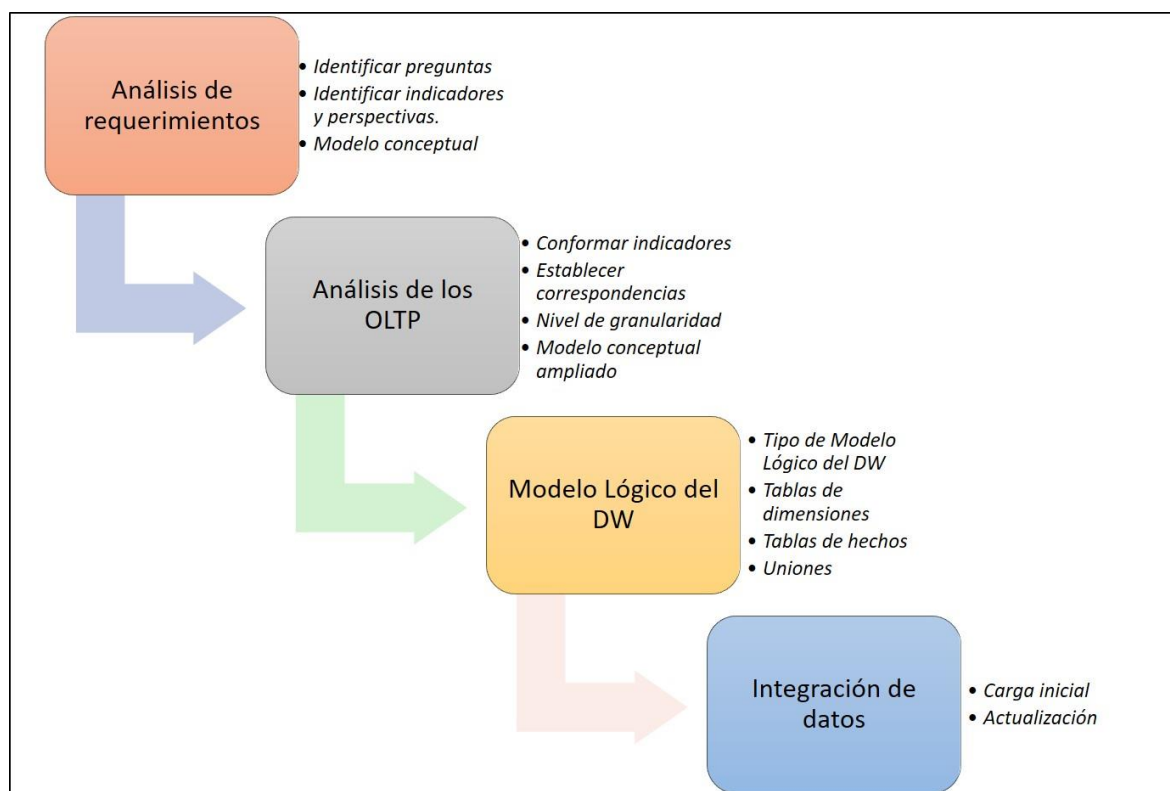 Análisis de
requerimientos
• Identificar preguntas
• Identificar indicadores
y perspectivas.
• Modelo conceptual
Análisis de los
OLTP
• Conformar indicadores
• Establecer
correspondencias
• Nivel de granularidad
• Modelo conceptual
ampliado
Modelo Lógico del
DW
• Tipo de Modelo
Lógico del DW
• Tablas de
dimensiones
• Tablas de hechos
• Uniones
Integración de
datos
• Carga inicial
• Actualización